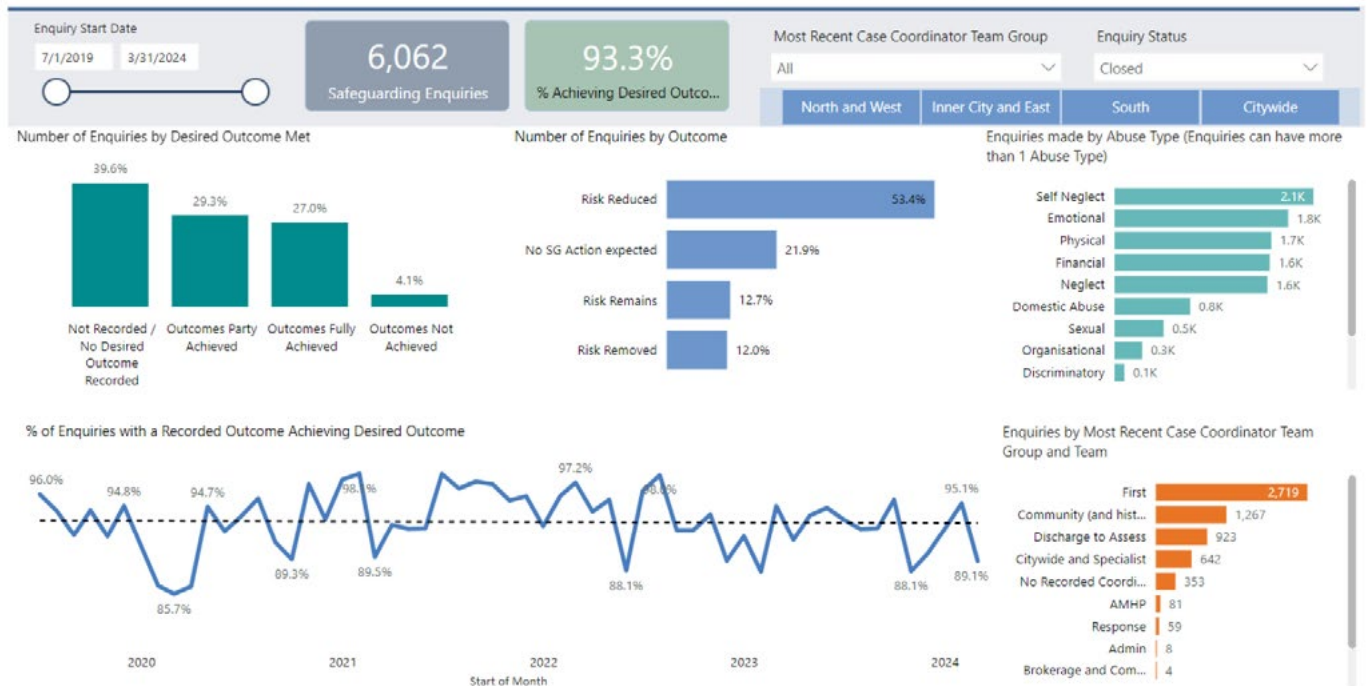 Enquiry Start Date
7/1/2019 3/31/2024
6,062
Safeguarding Enquiries
93.3%
% Achieving Desired Outco...
Most Recent Case Coordinator Team Group
All
Enquiry Status
Closed
North and West Inner City and East South Citywide
Number of Enquiries by Desired Outcome Met
39.6%
29.3%
27.0%
4.1%
Not Recorded /
No Desired
Outcome
Recorded
Outcomes Party
Achieved
Outcomes Fully
Achieved
Outcomes Not
Achieved
Number of Enquiries by Outcome
Risk Reduced 53.4%
No SG Action expected 21.9%
Risk Remains 12.7%
Risk Removed 12.0%
Enquiries made by Abuse Type (Enquiries can have more
than 1 Abuse Type)
Self Neglect 2.1K
Emotional 1.8K
Physical 1.7K
Financial 1.6K
Neglect 1.6K
Domestic Abuse 0.8K
Sexual 0.5K
Organisational 0.3K
Discriminatory 0.1K
% of Enquiries with a Recorded Outcome Achieving Desired Outcome
96.0%
94.8%
85.7%
94.7%
89.3%
89.5%
97.2%
88.1%
88.1%
95.1%
89.1%
2020 2021 2022 2023 2024
Start of Month
Enquiries by Most Recent Case Coordinator Team
Group and Team
First 2,719
Community (and hist... 1,267
Discharge to Assess 923
Citywide and Specialist 642
No Recorded Coordi... 353
AMHP 81
Response 59
Admin 8
Brokerage and Com... 4